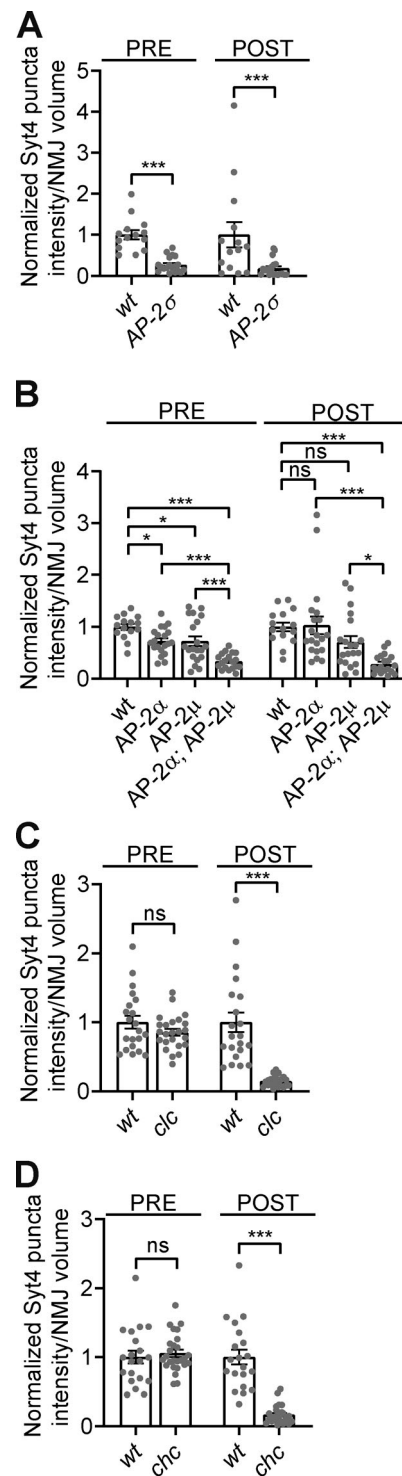 A
PRE
POST
Normalized Syt4 puncta
intensity/NMJ volume
5
4
3
2
1
0
***
***
wt
AP-2σ
wt
AP-2σ
B
PRE
POST
Normalized Syt4 puncta
intensity/NMJ volume
4
3
2
1
0
***
*
*
***
***
***
ns
ns
***
*
wt
AP-2α
AP-2µ
AP-2α; AP-2µ
wt
AP-2α
AP-2µ
AP-2α; AP-2µ
C
PRE
POST
Normalized Syt4 puncta
intensity/NMJ volume
3
2
1
0
ns
***
wt
clc
wt
clc
D
PRE
POST
Normalized Syt4 puncta
intensity/NMJ volume
3
2
1
0
ns
***
wt
chc
wt
chc